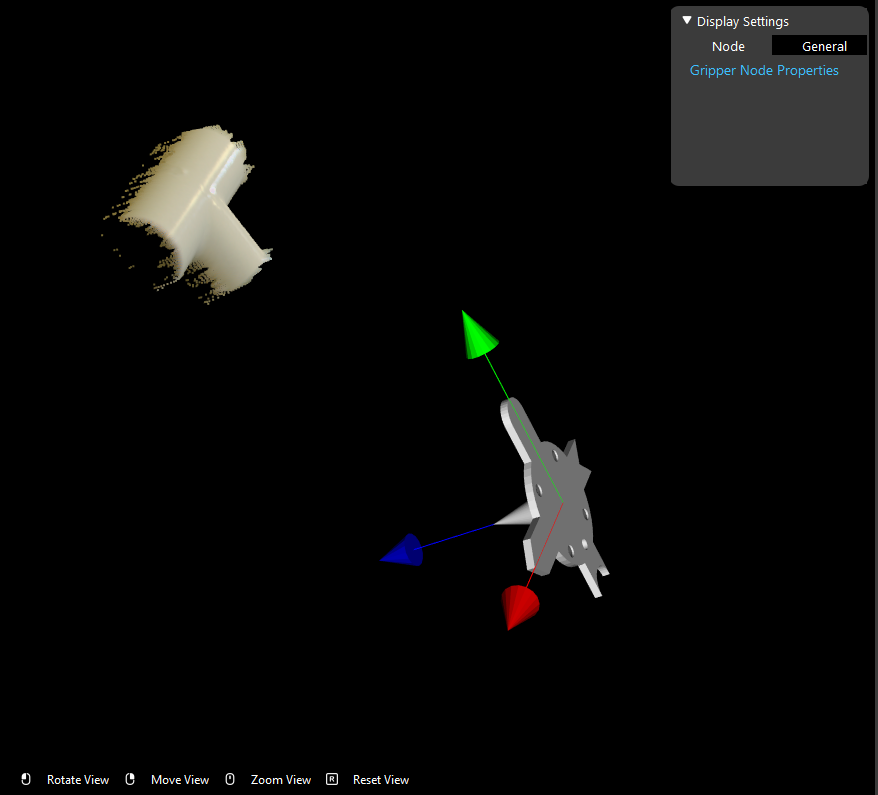 Display Settings
Node General
Gripper Node Properties
Rotate View Move View Zoom View R Reset View